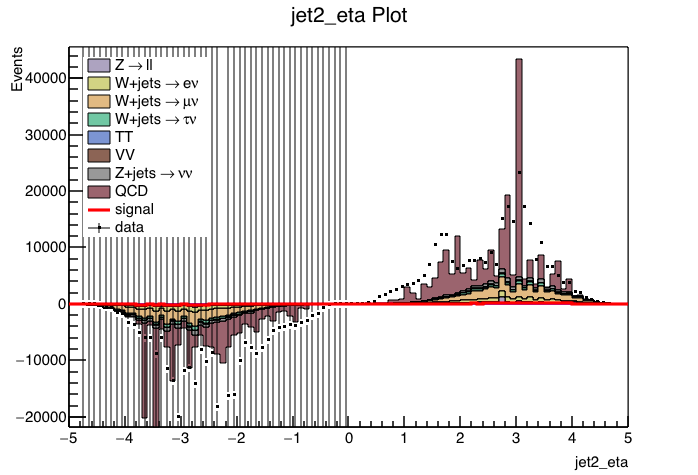 jet2_eta Plot
Events
Z → ll
W+jets → eν
W+jets → μν
W+jets → τν
TT
VV
Z+jets → νν
QCD
signal
data
40000
30000
20000
10000
0
−10000
−20000
−5 −4 −3 −2 −1 0 1 2 3 4 5
jet2_eta